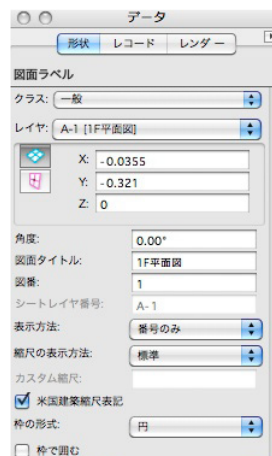 データ
形状 レコード レンダー
図面ラベル
クラス: 一般
レイヤ: A-1 [1F平面図]
X: -0.0355
Y: -0.321
Z: 0
角度: 0.00°
図面タイトル: 1F平面図
図番: 1
シートレイヤ番号: A-1
表示方法: 番号のみ
縮尺の表示方法: 標準
カスタム縮尺:
米国建築縮尺表記
枠の形式: 円
枠で囲む